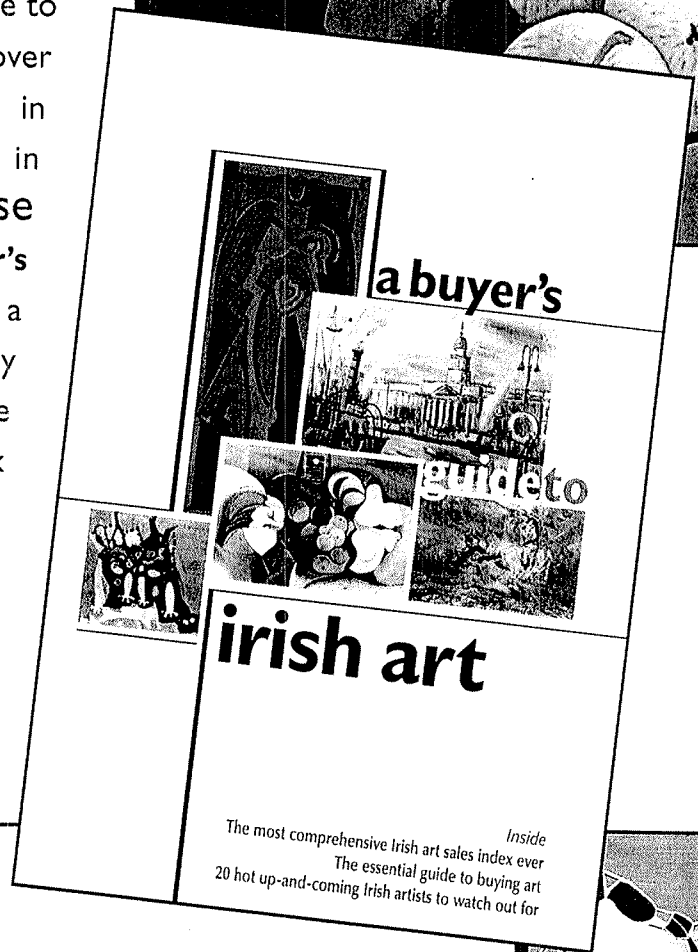 e to
over
in
in
se
r's
a
y
e
k
a buyer's
guide to
irish art
Inside
The most comprehensive Irish art sales index ever
The essential guide to buying art
20 hot up-and-coming Irish artists to watch out for